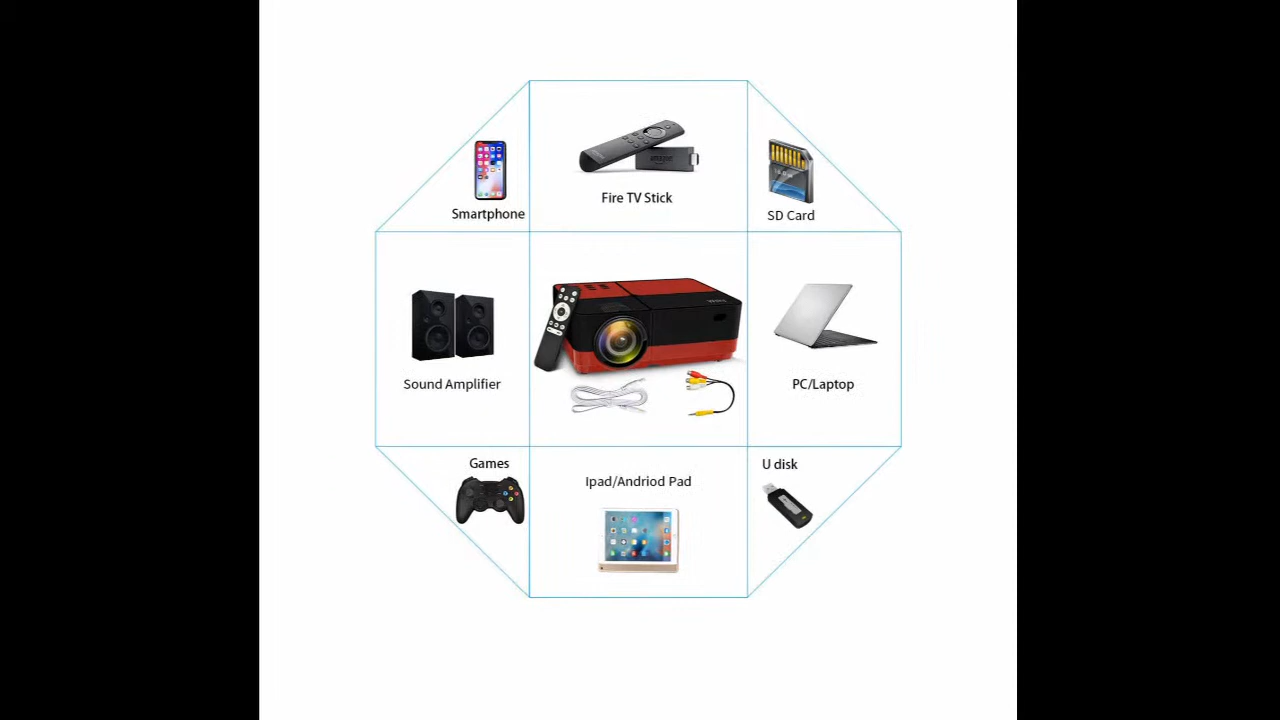 Fire TV Stick
Smartphone
SD Card
Sound Amplifier
PC/Laptop
Games
U disk
Ipad/Andriod Pad